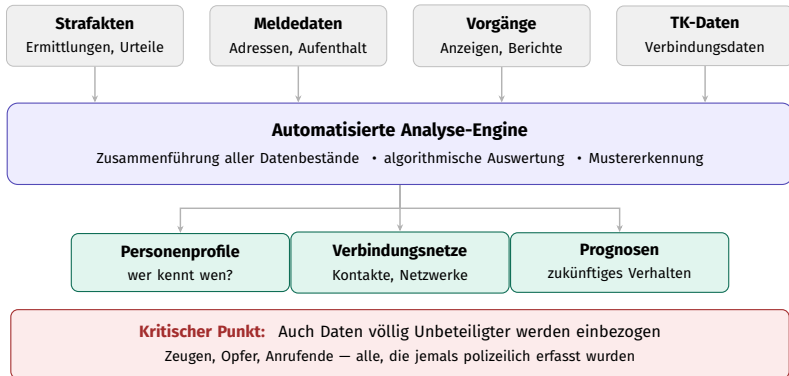 Strafakten
Ermittlungen, Urteile
Meldedaten
Adressen, Aufenthalt
Vorgänge
Anzeigen, Berichte
TK-Daten
Verbindungsdaten
Automatisierte Analyse-Engine
Zusammenführung aller Datenbestände • algorithmische Auswertung • Mustererkennung
Personenprofile
wer kennt wen?
Verbindungsnetze
Kontakte, Netzwerke
Prognosen
zukünftiges Verhalten
Kritischer Punkt: Auch Daten völlig Unbeteiligter werden einbezogen
Zeugen, Opfer, Anrufende — alle, die jemals polizeilich erfasst wurden